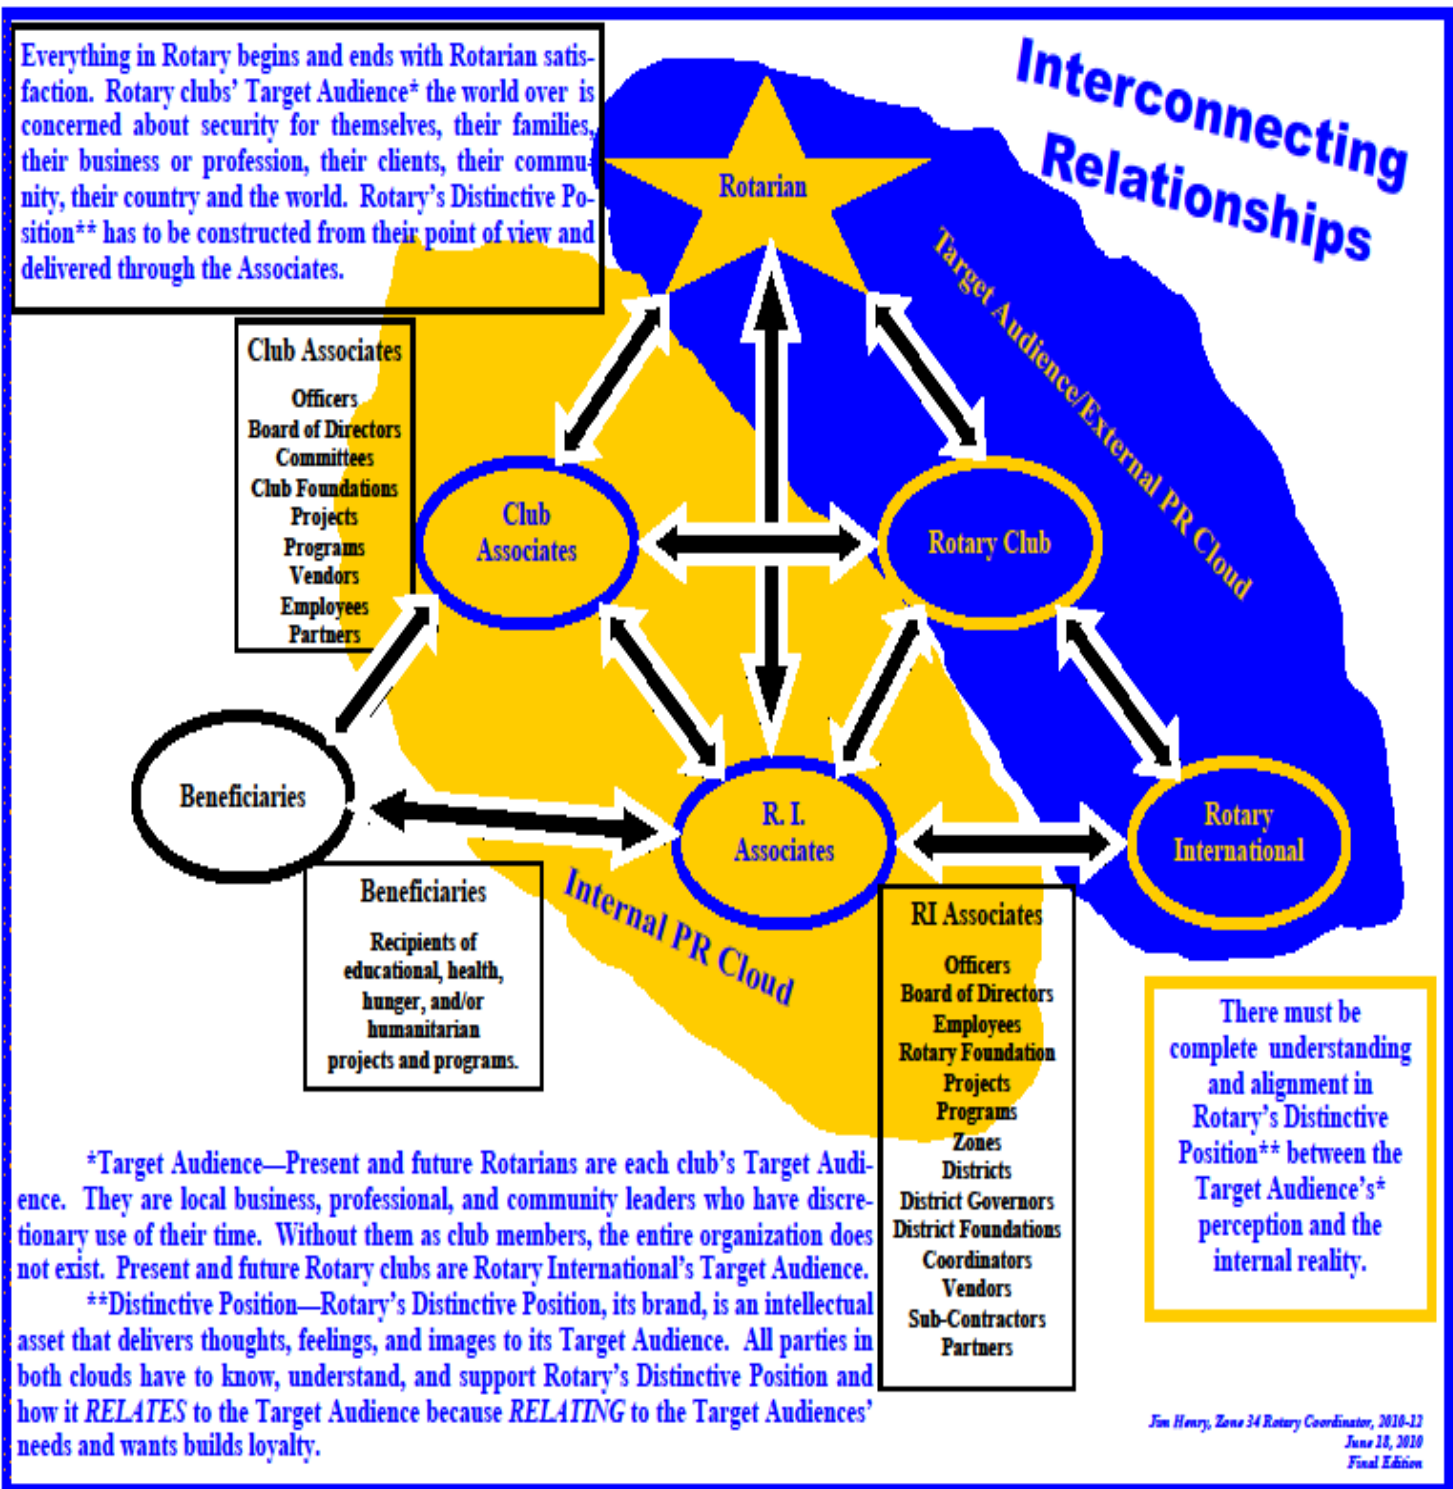 Everything in Rotary begins and ends with Rotarian satis-
faction. Rotary clubs' Target Audience* the world over is
concerned about security for themselves, their families,
their business or profession, their clients, their commu-
nity, their country and the world. Rotary's Distinctive Po-
sition** has to be constructed from their point of view and
delivered through the Associates.
Interconnecting
Relationships
Rotarian
Target Audience/External PR Cloud
Club Associates
Officers
Board of Directors
Committees
Club Foundations
Projects
Programs
Vendors
Employees
Partners
Club
Associates
Rotary Club
Beneficiaries
R. I.
Associates
Rotary
International
Internal PR Cloud
Beneficiaries
Recipients of
educational, health,
hunger, and/or
humanitarian
projects and programs.
RI Associates
Officers
Board of Directors
Employees
Rotary Foundation
Projects
Programs
Zones
Districts
District Governors
District Foundations
Coordinators
Vendors
Sub-Contractors
Partners
There must be
complete understanding
and alignment in
Rotary's Distinctive
Position** between the
Target Audience's*
perception and the
internal reality.
*Target Audience—Present and future Rotarians are each club's Target Audi-
ence. They are local business, professional, and community leaders who have discre-
tionary use of their time. Without them as club members, the entire organization does
not exist. Present and future Rotary clubs are Rotary International's Target Audience.
**Distinctive Position—Rotary's Distinctive Position, its brand, is an intellectual
asset that delivers thoughts, feelings, and images to its Target Audience. All parties in
both clouds have to know, understand, and support Rotary's Distinctive Position and
how it RELATES to the Target Audience because RELATING to the Target Audiences'
needs and wants builds loyalty.
Jim Henry, Zone 34 Rotary Coordinator, 2010-12
June 18, 2010
Final Edition